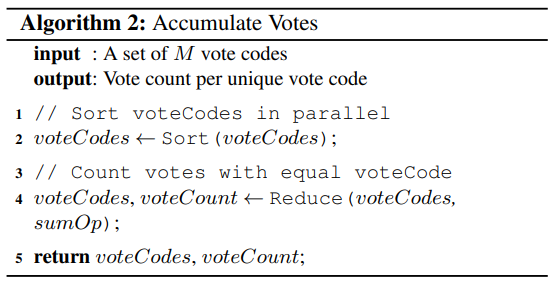 Algorithm 2: Accumulate Votes
input : A set of M vote codes
output: Vote count per unique vote code
1 // Sort voteCodes in parallel
2 voteCodes ← Sort(voteCodes);
3 // Count votes with equal voteCode
4 voteCodes, voteCount ← Reduce(voteCodes,
sumOp);
5 return voteCodes, voteCount;